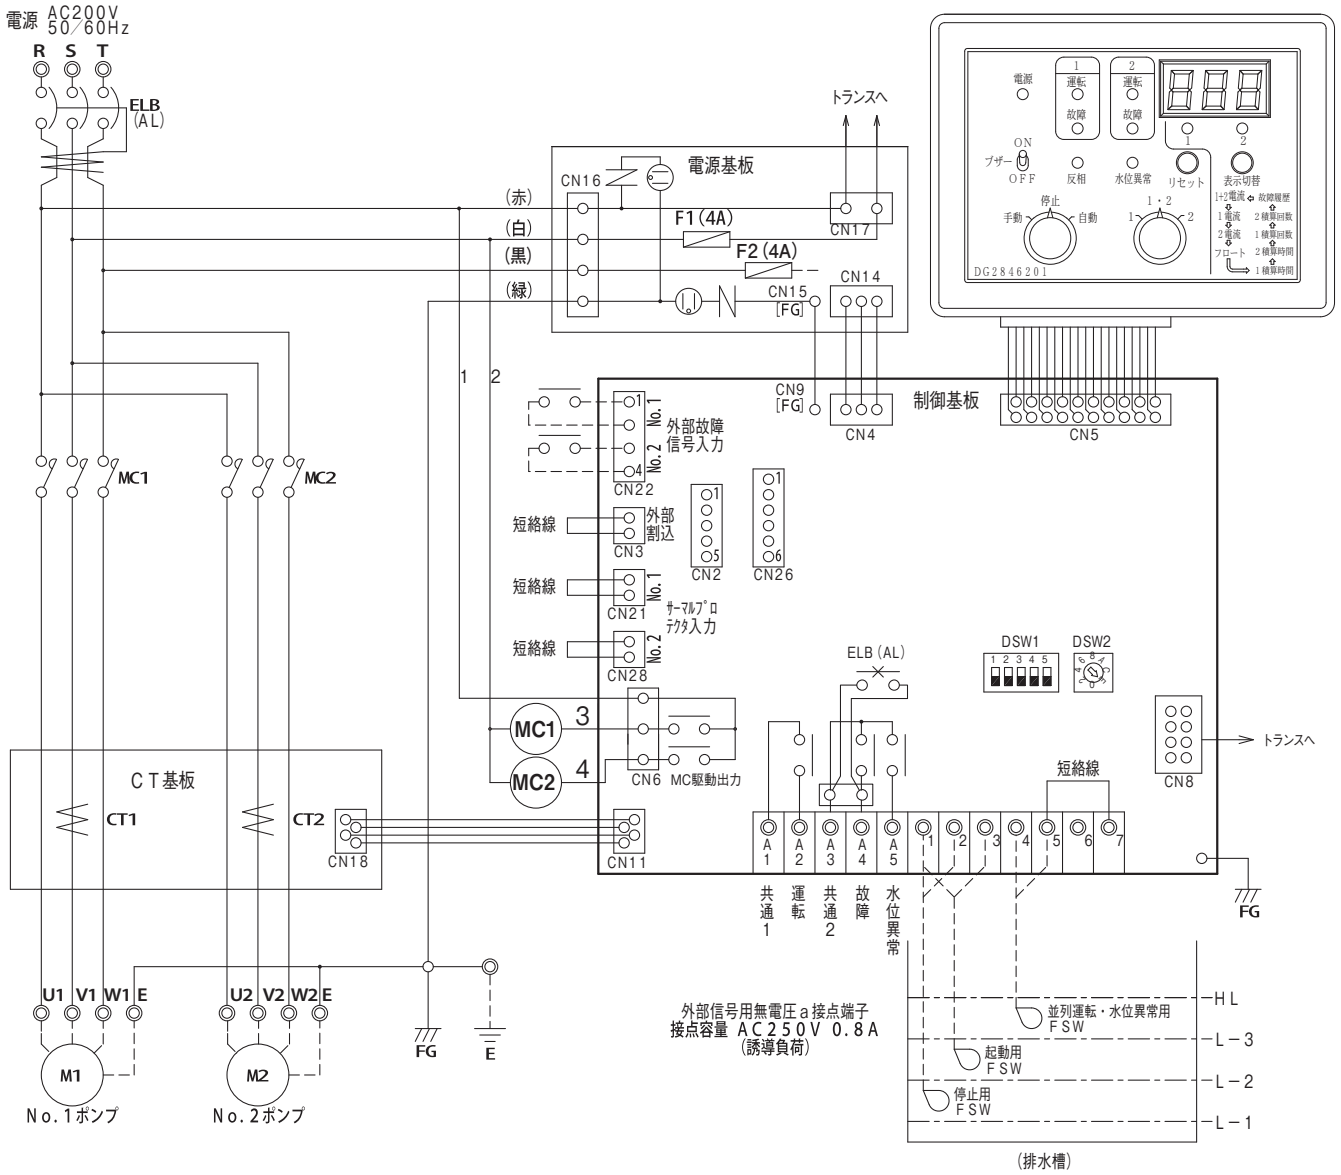 電源 AC200V
50/60Hz
R S T
ELB
(AL)
トランスへ
電源基板
CN16
(赤)
(白)
(黒)
(緑)
F1(4A)
F2(4A)
CN17
CN14
CN15
[FG]
電源
1
運転
故障
2
運転
故障
888
ON
ブザー
OFF
反相
水位異常
1
リセット
2
表示切替
停止
手動
自動
1・2
1
2
1+2電流
故障履歴
1電流
2積算回数
2電流
1積算回数
フロート
2積算時間
1積算時間
DG2846201
1 2
CN9
[FG]
CN4
制御基板
CN5
1
4
No.1
No.2
外部故障
信号入力
CN22
MC1
MC2
短絡線
外部
割込
CN3
1
5
CN2
1
6
CN26
短絡線
No.1
CN21
サーマルプロ
テクタ入力
短絡線
No.2
CN28
ELB(AL)
DSW1
1 2 3 4 5
DSW2
0 2 4 6 8 A C E
MC1
3
MC2
4
CN6
MC駆動出力
CN8
トランスへ
短絡線
CT基板
CT1
CT2
CN18
CN11
A1 A2 A3 A4 A5 1 2 3 4 5 6 7
共通1
運転
共通2
故障
水位異常
FG
U1 V1 W1 E
U2 V2 W2 E
M1
M2
No.1ポンプ
No.2ポンプ
FG
E
外部信号用無電圧a接点端子
接点容量 AC250V 0.8A
(誘導負荷)
HL
並列運転・水位異常用
FSW
L-3
起動用
FSW
L-2
停止用
FSW
L-1
(排水槽)